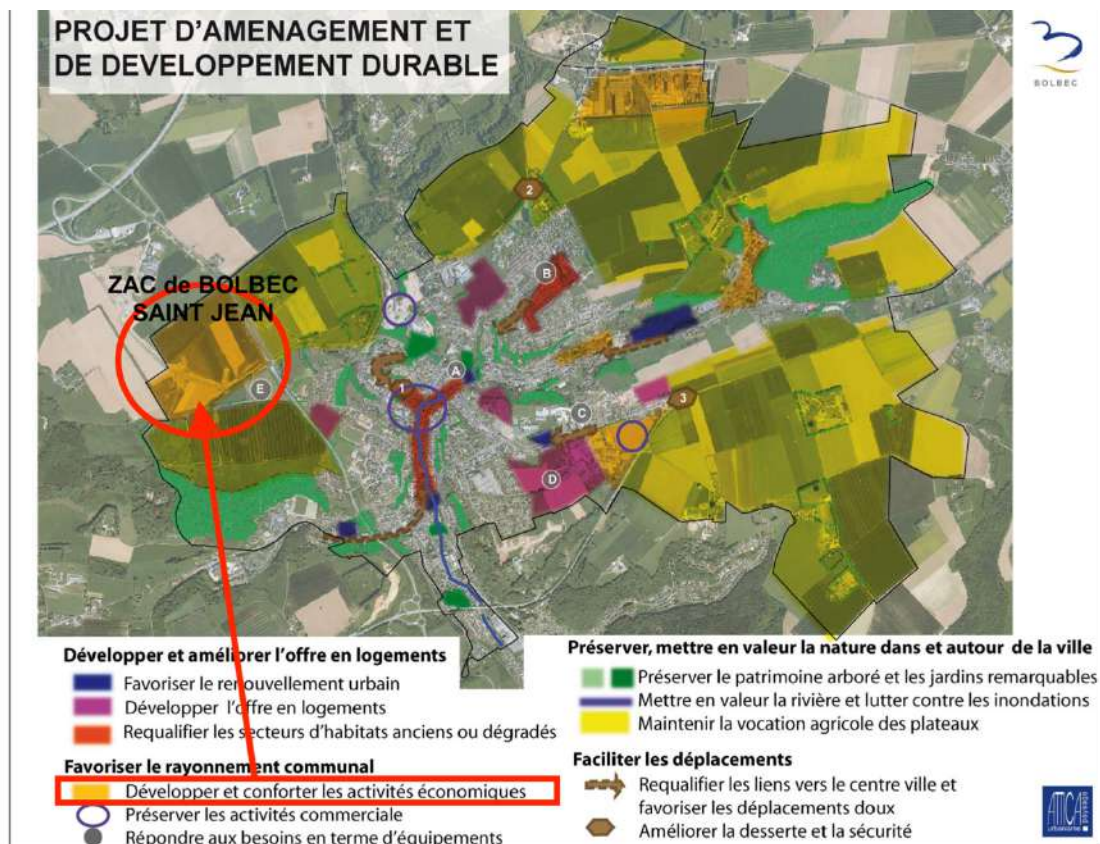 PROJET D'AMENAGEMENT ET
DE DEVELOPPEMENT DURABLE
BOLBEC
ZAC de BOLBEC
SAINT JEAN
2
B
A
1
E
C
3
D
Développer et améliorer l'offre en logements
Favoriser le renouvellement urbain
Développer l'offre en logements
Requalifier les secteurs d'habitats anciens ou dégradés
Favoriser le rayonnement communal
Développer et conforter les activités économiques
Préserver les activités commerciale
Répondre aux besoins en terme d'équipements
Préserver, mettre en valeur la nature dans et autour de la ville
Préserver le patrimoine arboré et les jardins remarquables
Mettre en valeur la rivière et lutter contre les inondations
Maintenir la vocation agricole des plateaux
Faciliter les déplacements
Requalifier les liens vers le centre ville et
favoriser les déplacements doux
Améliorer la desserte et la sécurité
ATTICA
urbanisme
paysage